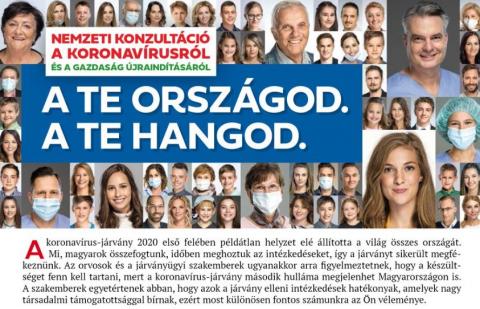 NEMZETI KONZULTÁCIÓ
A KORONAVÍRUSRÓL
ÉS A GAZDASÁG ÚJRAINDÍTÁSÁRÓL
A TE ORSZÁGOD.
A TE HANGOD.
A koronavírus-járvány 2020 első felében példátlan helyzet elé állította a világ összes országát.
Mi, magyarok összefogtunk, időben meghoztuk az intézkedéseket, így a járványt sikerült megfé-
keznünk. Az orvosok és a járványügyi szakemberek ugyanakkor arra figyelmeztetnek, hogy a készült-
séget fenn kell tartani, mert a koronavírus-járvány második hulláma megjelenhet Magyarországon is.
A szakemberek egyetértenek abban, hogy azok a járvány elleni intézkedések hatékonyak, amelyek nagy
társadalmi támogatottsággal bírnak, ezért most különösen fontos számunkra az Ön véleménye.